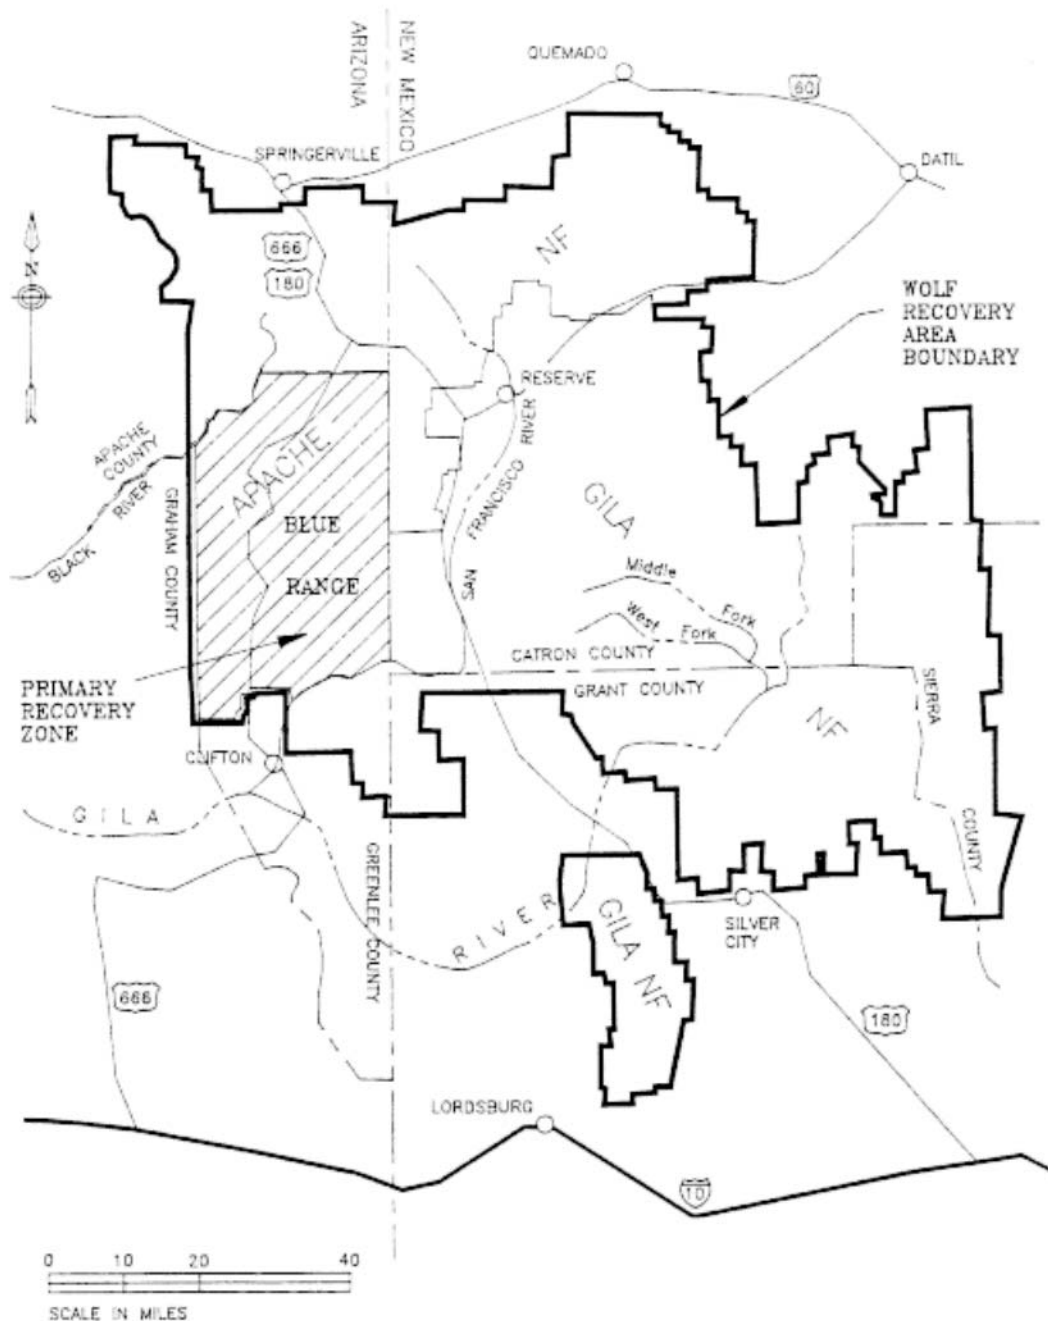 ARIZONA
NEW MEXICO
QUEMADO
60
SPRINGERVILLE
DATIL
N
666
180
NF
WOLF
RECOVERY
AREA
BOUNDARY
RESERVE
APACHE
COUNTY
BLACK RIVER
GRAHAM COUNTY
APACHE
BLUE
RANGE
SAN FRANCISCO RIVER
GILA
Middle Fork
West Fork
CATRON COUNTY
GRANT COUNTY
PRIMARY
RECOVERY
ZONE
NF
SIERRA COUNTY
CLIFTON
GILA RIVER
GREENLEE COUNTY
GILA NF
SILVER
CITY
666
180
LORDSBURG
10
0 10 20 40
SCALE IN MILES